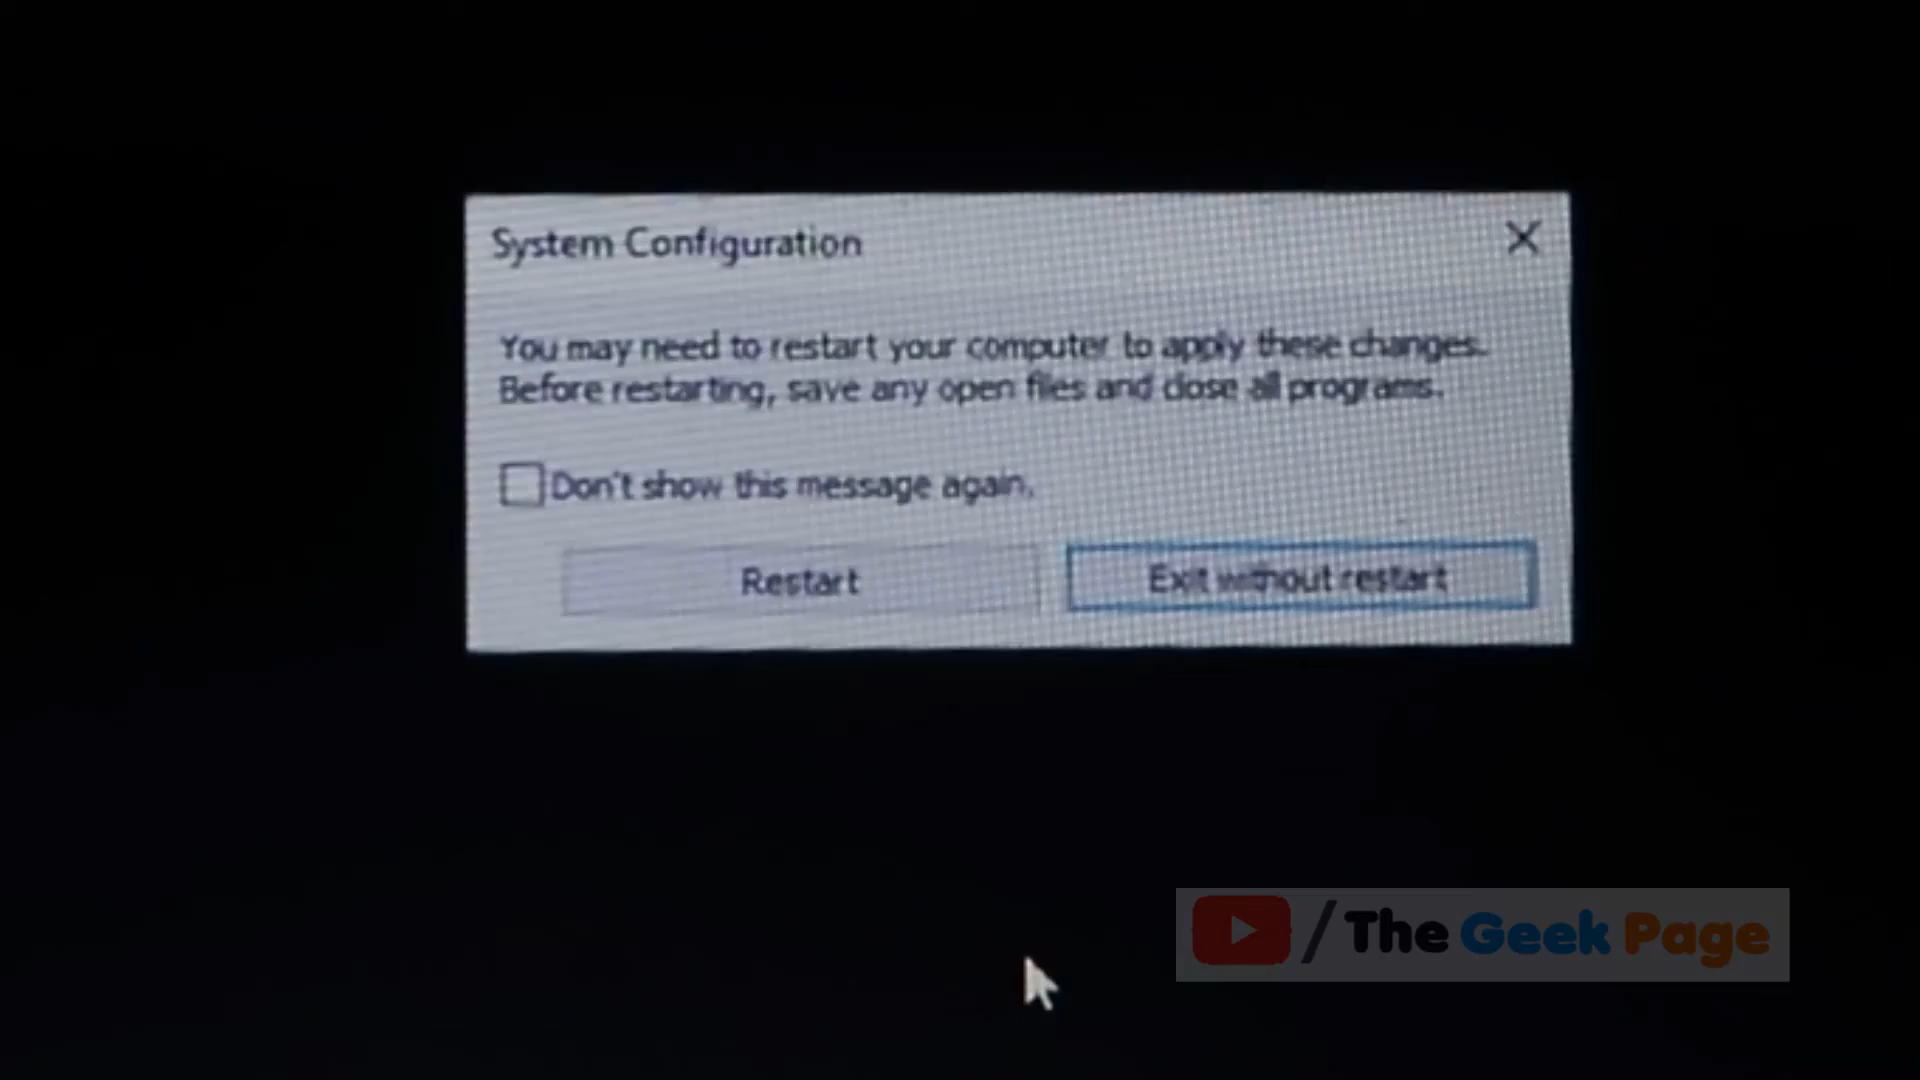 System Configuration
You may need to restart your computer to apply these changes.
Before restarting, save any open files and close all programs.
Don't show this message again.
Restart
Exit without restart
/The Geek Page